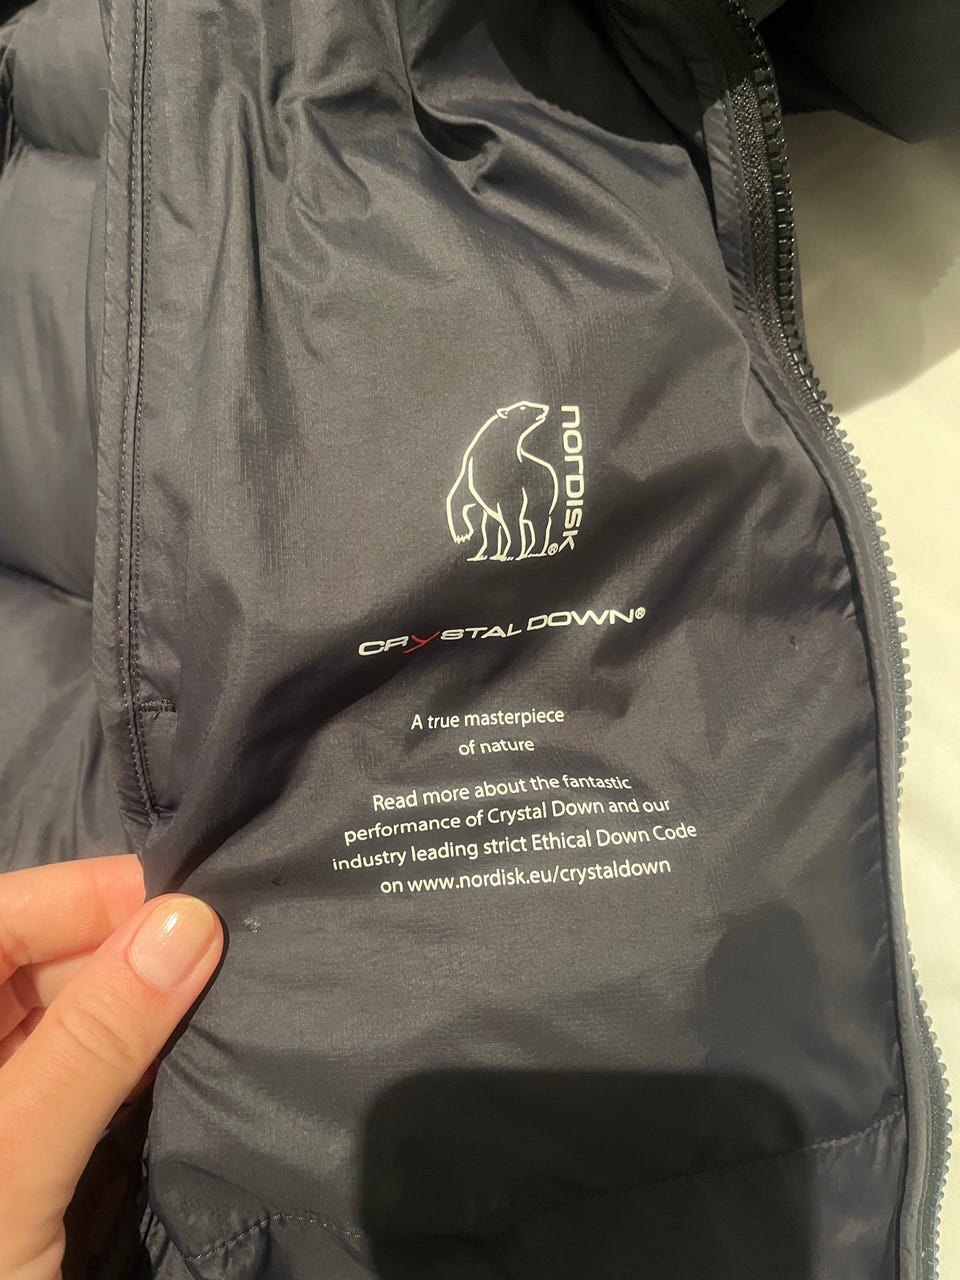 nordisk®
CRYSTAL DOWN®
A true masterpiece
of nature
Read more about the fantastic
performance of Crystal Down and our
industry leading strict Ethical Down Code
on www.nordisk.eu/crystaldown